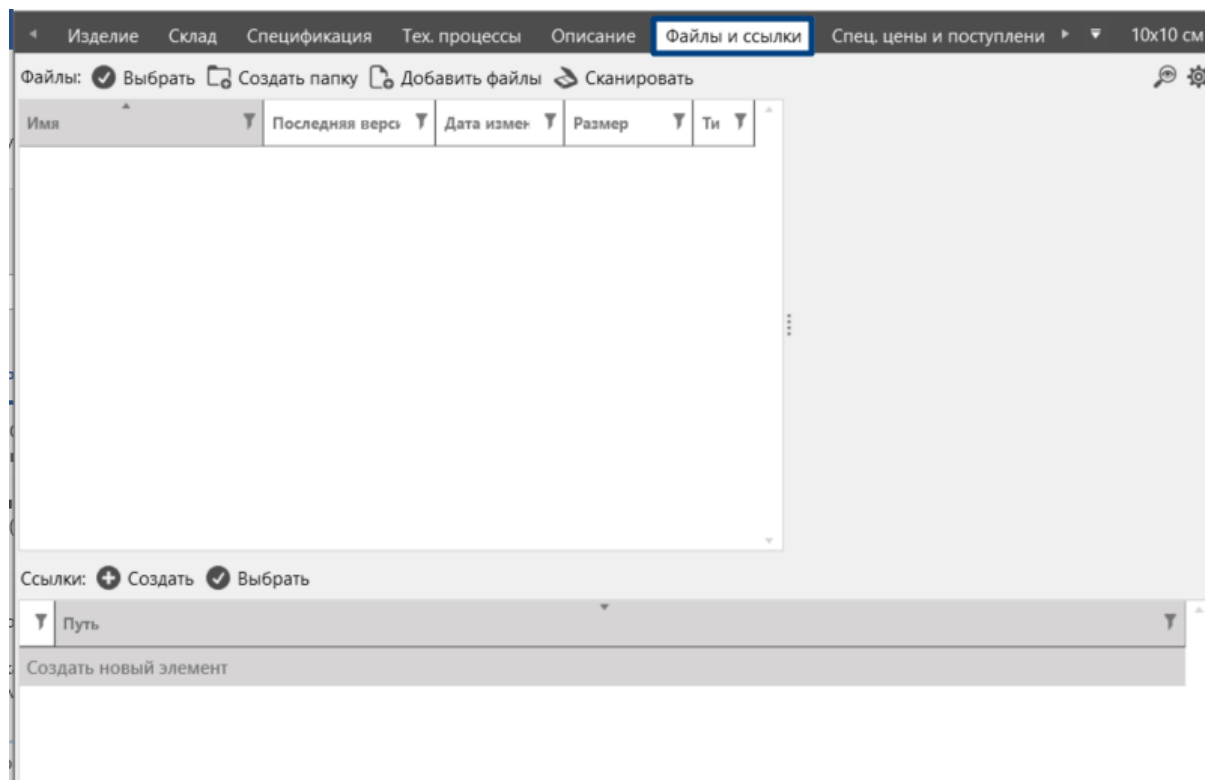 Изделие Склад Спецификация Тех. процессы Описание Файлы и ссылки Спец. цены и поступлени 10x10 см
Файлы: Выбрать Создать папку Добавить файлы Сканировать
Имя Последняя верс Дата измен Размер Ти
Ссылки: Создать Выбрать
Путь
Создать новый элемент